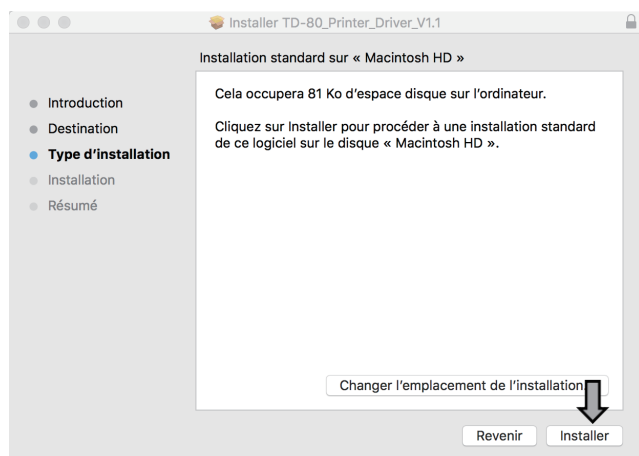 Installer TD-80_Printer_Driver_V1.1
Installation standard sur « Macintosh HD »
Introduction
Destination
Type d’installation
Installation
Résumé
Cela occupera 81 Ko d’espace disque sur l’ordinateur.
Cliquez sur Installer pour procéder à une installation standard
de ce logiciel sur le disque « Macintosh HD ».
Changer l’emplacement de l’installation
Revenir
Installer